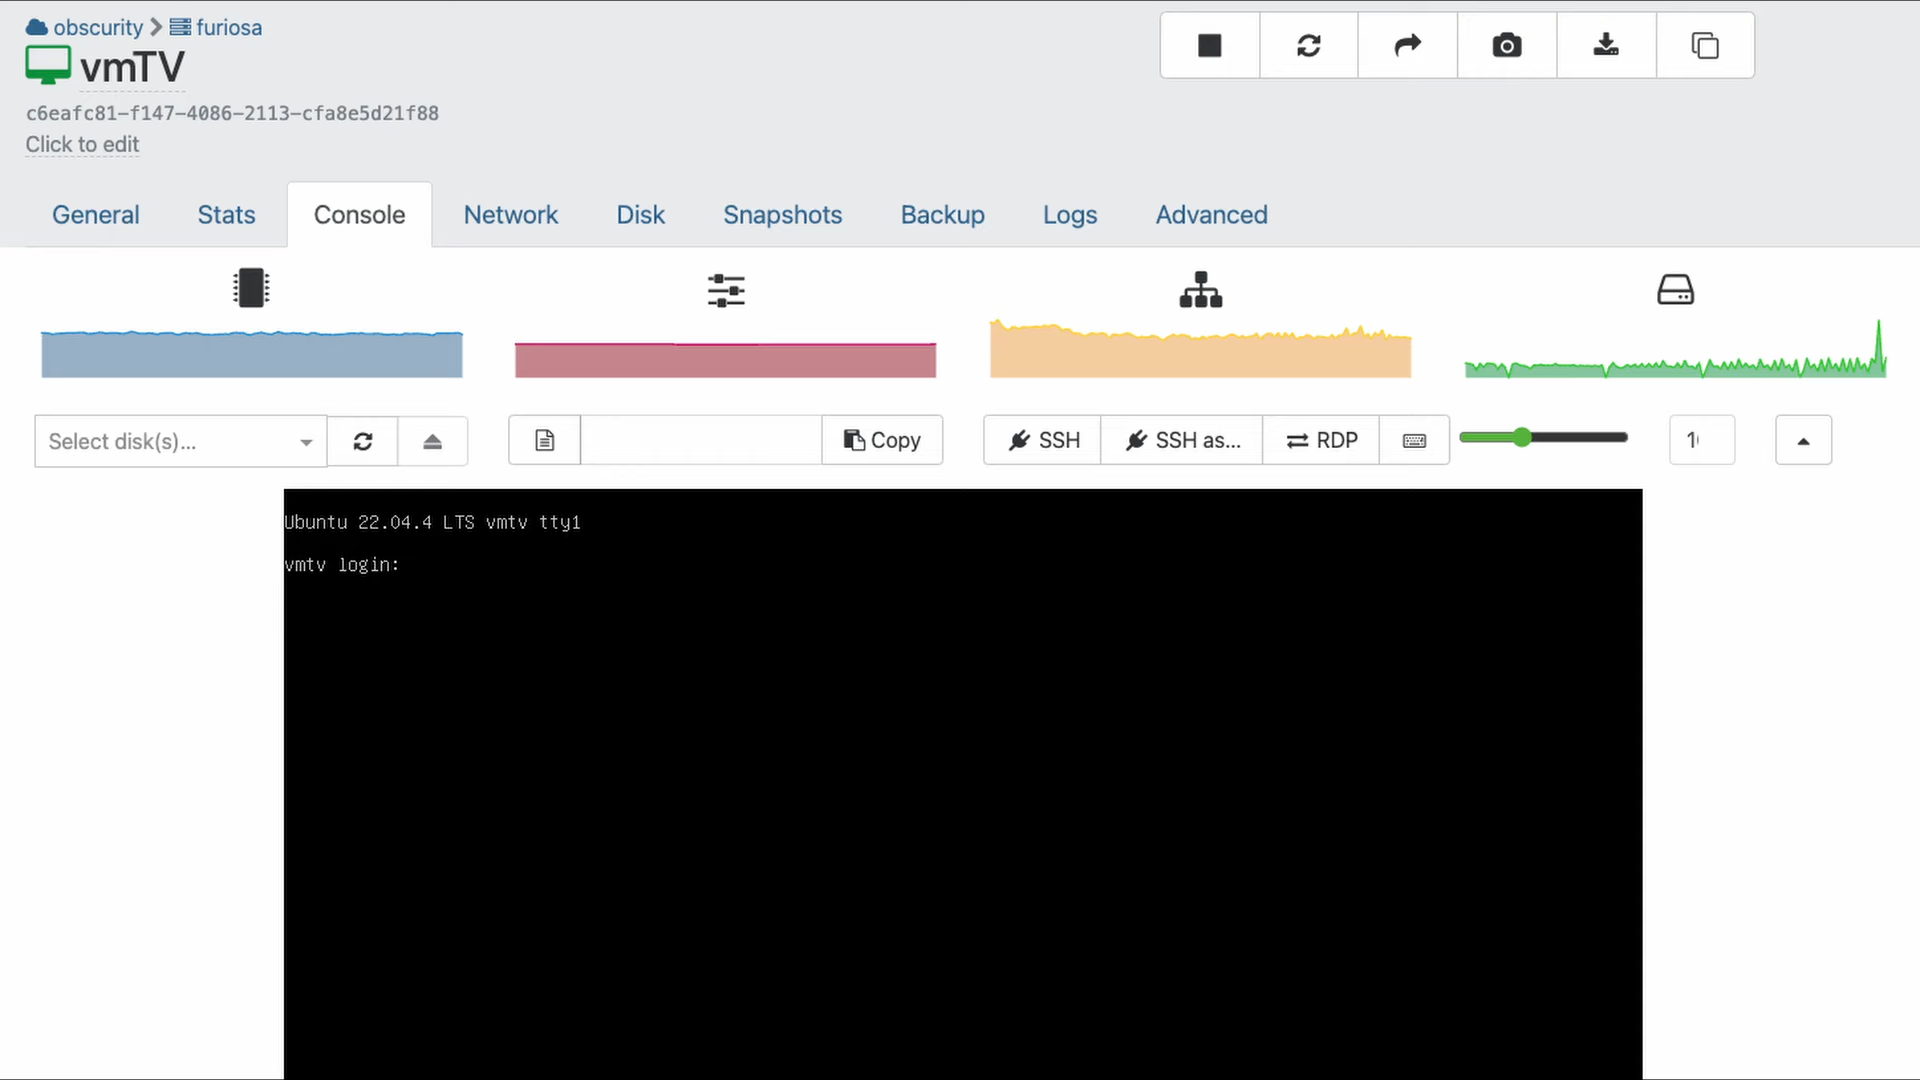 obscurity furiosa
vmTV
c6eafc81-f147-4086-2113-cfa8e5d21f88
Click to edit
General Stats Console Network Disk Snapshots Backup Logs Advanced
Select disk(s)... Copy SSH SSH as... RDP
Ubuntu 22.04.4 LTS vmtv tty1
vmtv login: